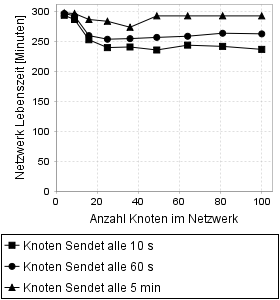 300
250
200
150
100
50
0
Netzwerk Lebenszeit [Minuten]
0 20 40 60 80 100
Anzahl Knoten im Netzwerk
Knoten Sendet alle 10 s
Knoten Sendet alle 60 s
Knoten Sendet alle 5 min